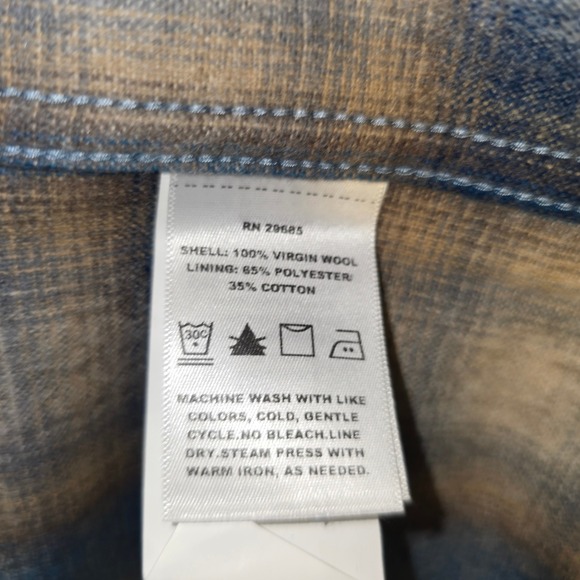 RN 29685
SHELL: 100% VIRGIN WOOL
LINING: 65% POLYESTER/
35% COTTON
30C
MACHINE WASH WITH LIKE
COLORS, COLD, GENTLE
CYCLE.NO BLEACH.LINE
DRY.STEAM PRESS WITH
WARM IRON, AS NEEDED.